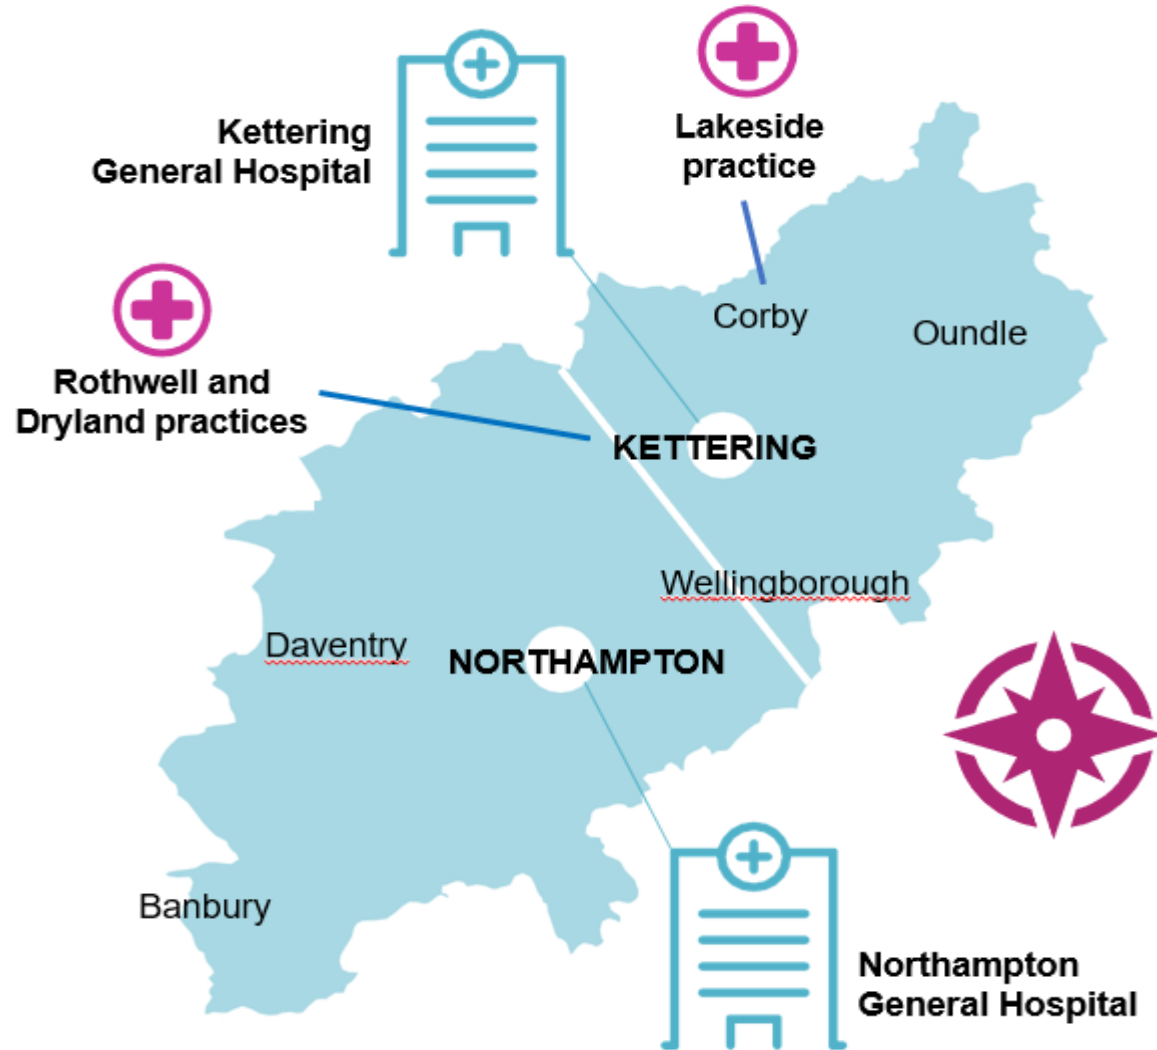 Kettering
General Hospital
Lakeside
practice
Rothwell and
Dryland practices
Corby
Oundle
KETTERING
Wellingborough
Daventry
NORTHAMPTON
Banbury
Northampton
General Hospital